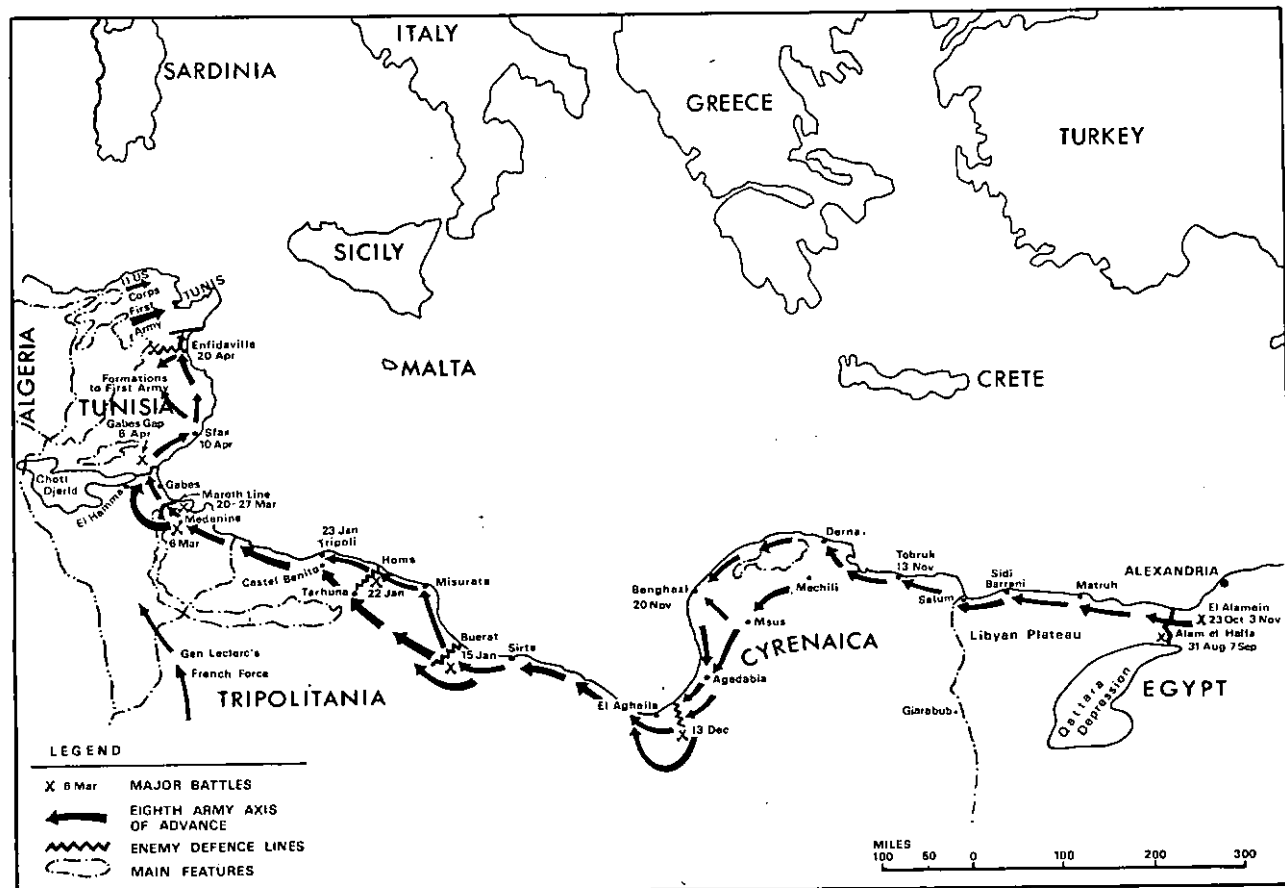 ITALY
SARDINIA
GREECE
TURKEY
SICILY
11 US
Corps
TUNIS
First
Army
ALGERIA
Enfidaville
20 Apr
MALTA
CRETE
Formations
to First Army
TUNISIA
Gabes Gap
6 Apr
Sfax
10 Apr
Chott
Djerid
Gabes
El Hamma
Mareth Line
20-27 Mar
Medenine
6 Mar
23 Jan
Tripoli
Homs
Castel Benito
Tarhuna
22 Jan
Misurata
Derna
Tobruk
13 Nov
Sidi
Barrani
Matruh
ALEXANDRIA
Benghazi
20 Nov
Mechili
Salum
El Alamein
23 Oct 3 Nov
Msus
Libyan Plateau
Alam el Halfa
31 Aug 7 Sep
Buerat
15 Jan
Sirte
CYRENAICA
Gen Leclerc's
French Force
Agedabia
TRIPOLITANIA
El Agheila
Giarabub
EGYPT
Qattara
Depression
13 Dec
LEGEND
X 6 Mar MAJOR BATTLES
EIGHTH ARMY AXIS
OF ADVANCE
ENEMY DEFENCE LINES
MAIN FEATURES
MILES
100 50 0 100 200 300